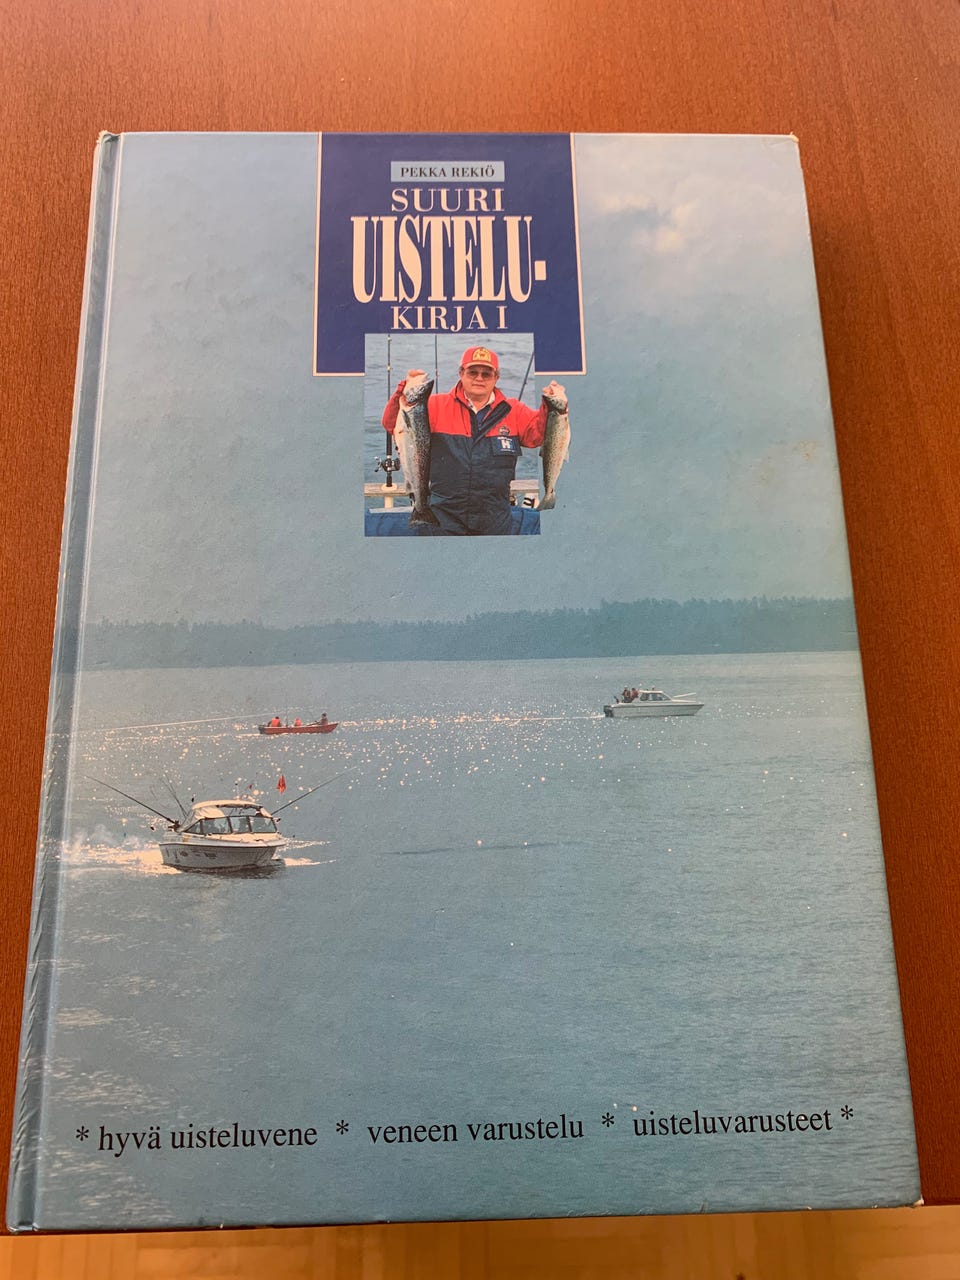 PEKKA REKIÖ
SUURI
UISTELU-
KIRJA I
* hyvä uisteluvene * veneen varustelu * uisteluvarusteet *